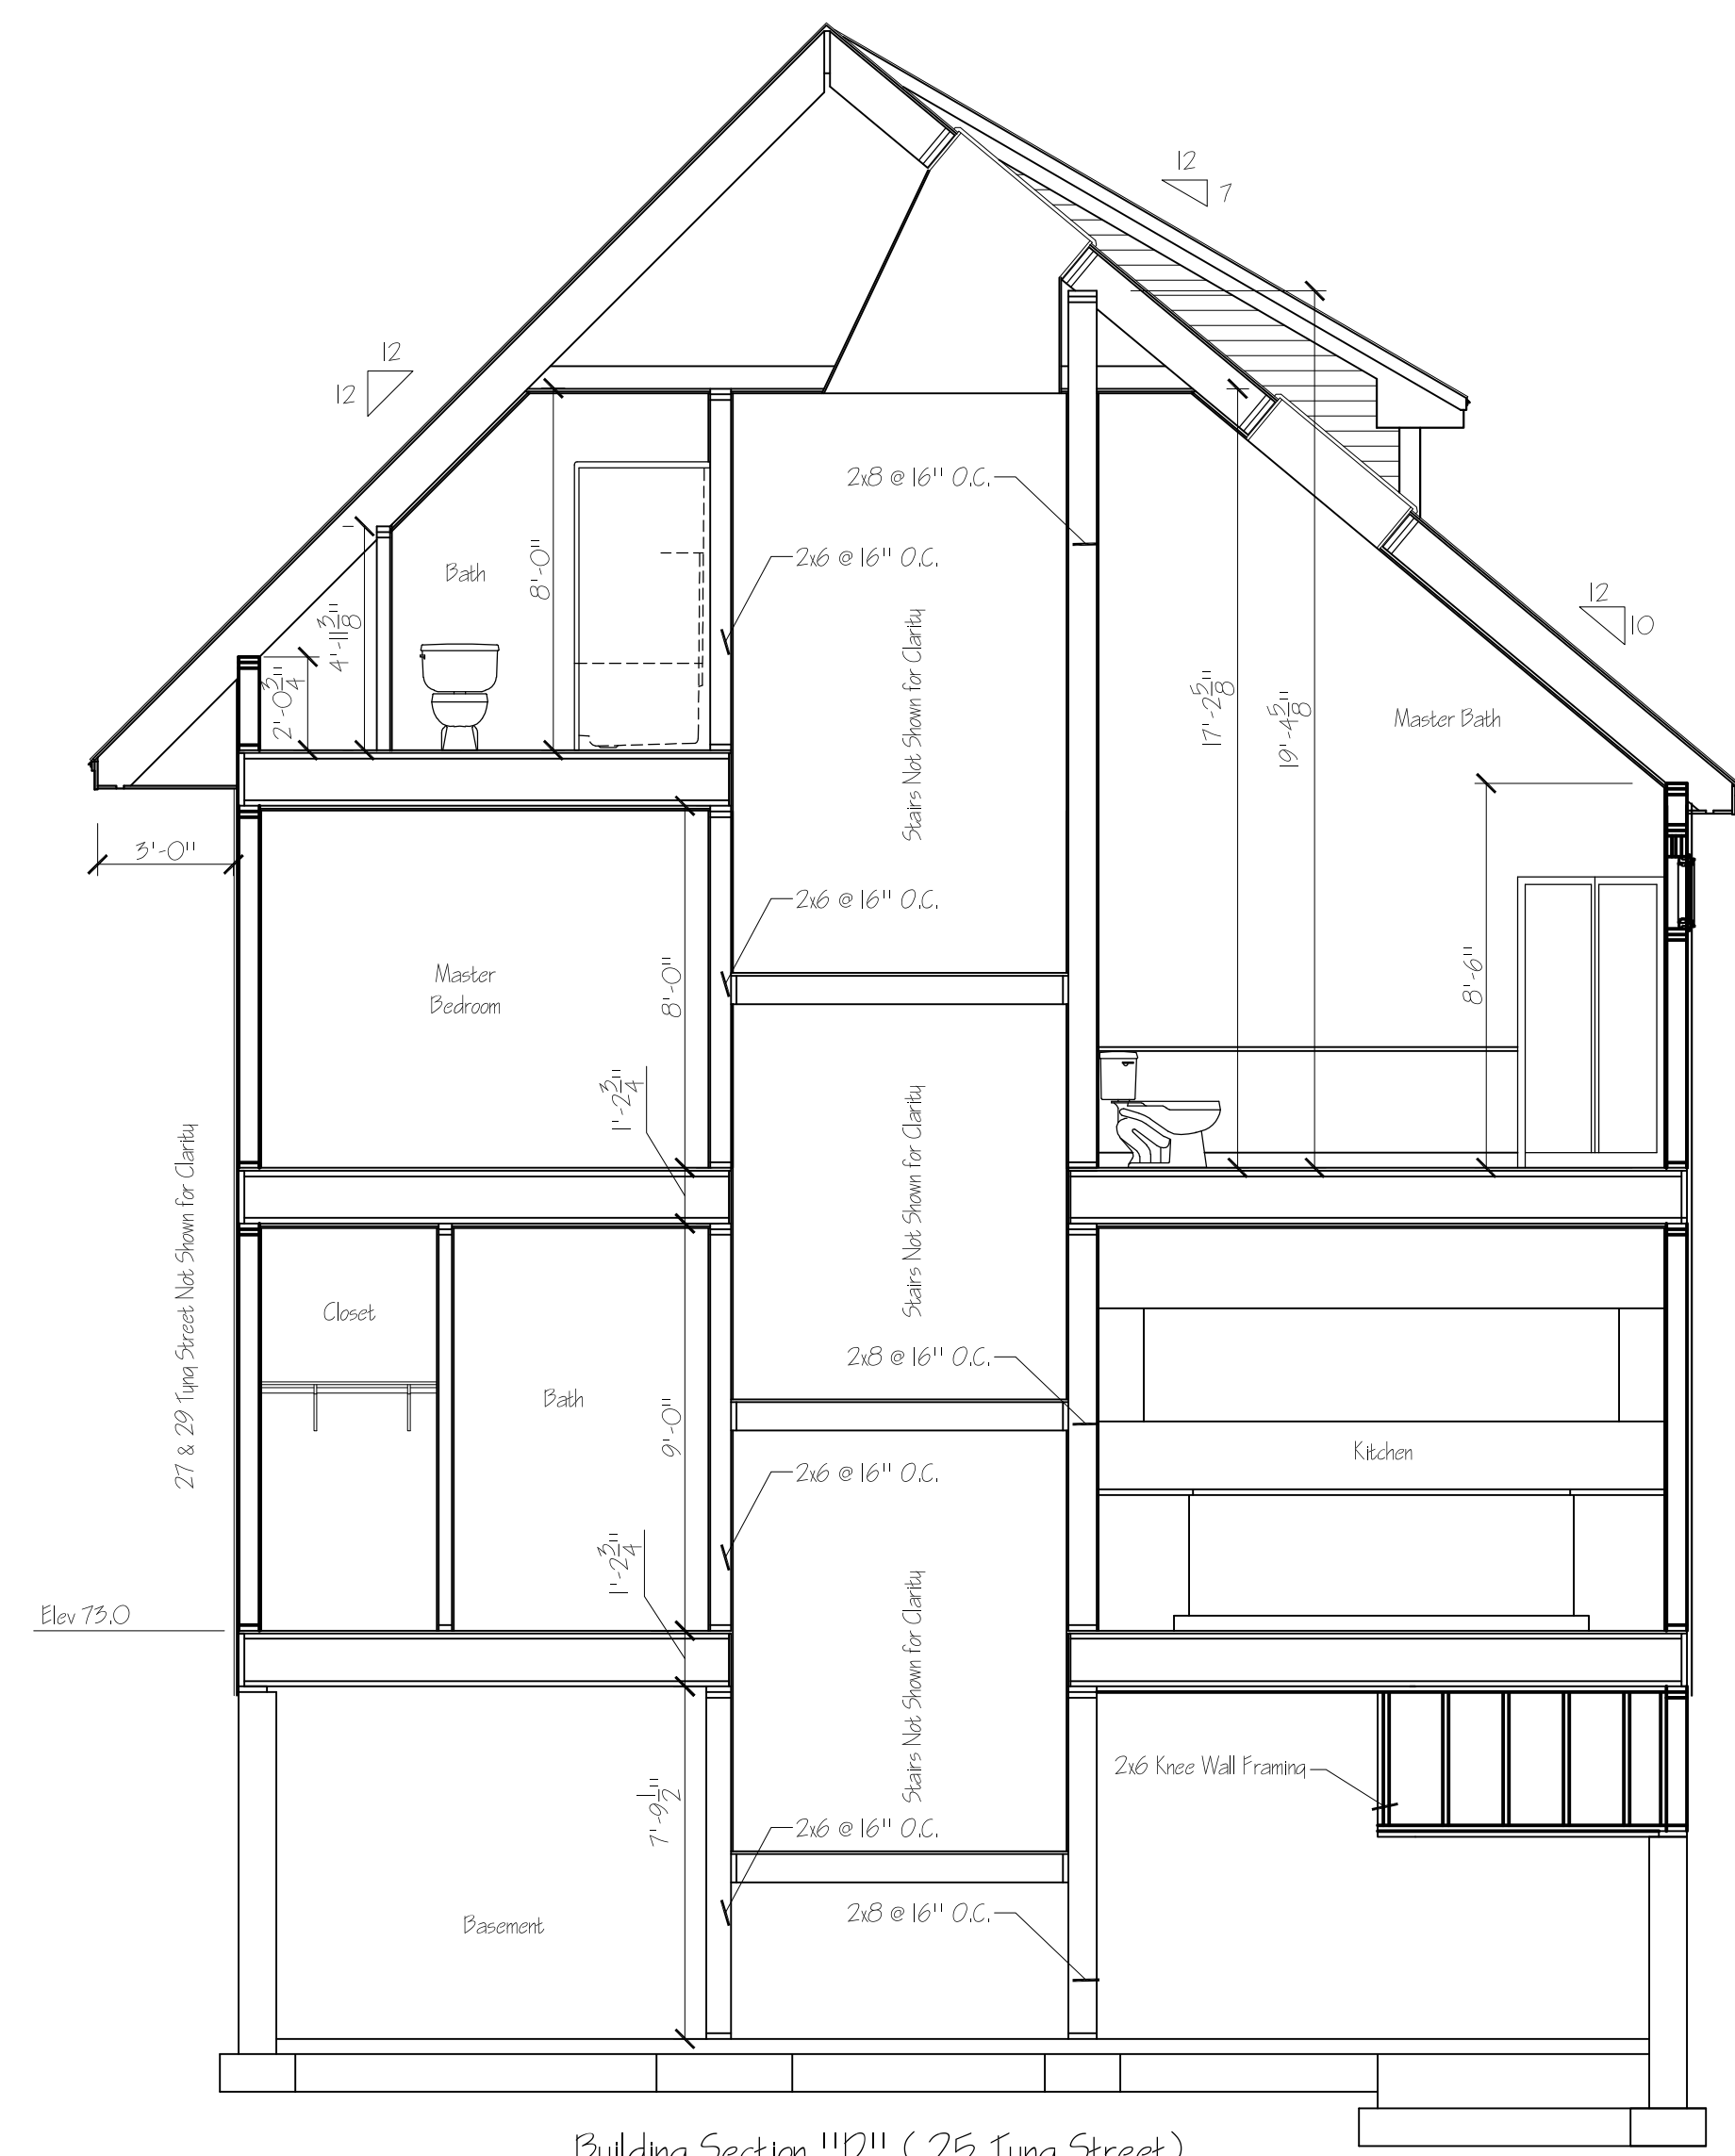 12
7
12
12
2x8 @ 16" O.C.
2x6 @ 16" O.C.
Bath
8'-0"
4'-11 3/8"
2'-0 3/4"
Stairs Not Shown for Clarity
17'-2 5/8"
19'-4 5/8"
12
10
Master Bath
3'-0"
2x6 @ 16" O.C.
Master
Bedroom
8'-0"
8'-6"
1'-2 3/4"
Stairs Not Shown for Clarity
27 & 29 Tyng Street Not Shown for Clarity
Closet
2x8 @ 16" O.C.
Bath
9'-0"
Kitchen
2x6 @ 16" O.C.
1'-2 3/4"
Elev 73.0
Stairs Not Shown for Clarity
2x6 Knee Wall Framing
7'-9 1/2"
2x6 @ 16" O.C.
2x8 @ 16" O.C.
Basement
Building Section ( 25 Tyng Street)